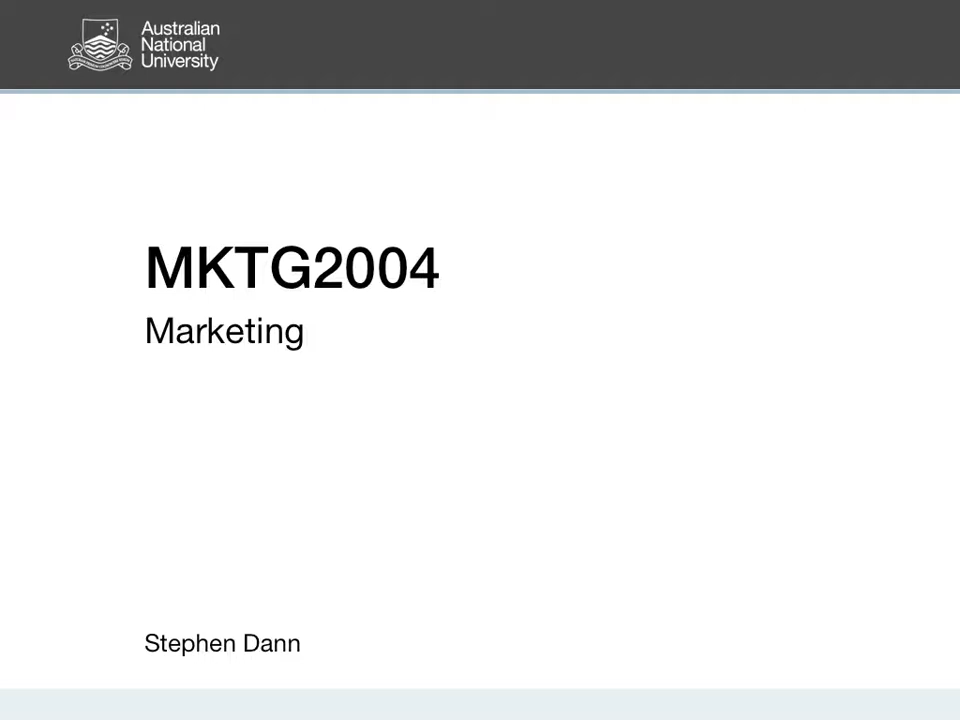 Australian
National
University
MKTG2004
Marketing
Stephen Dann